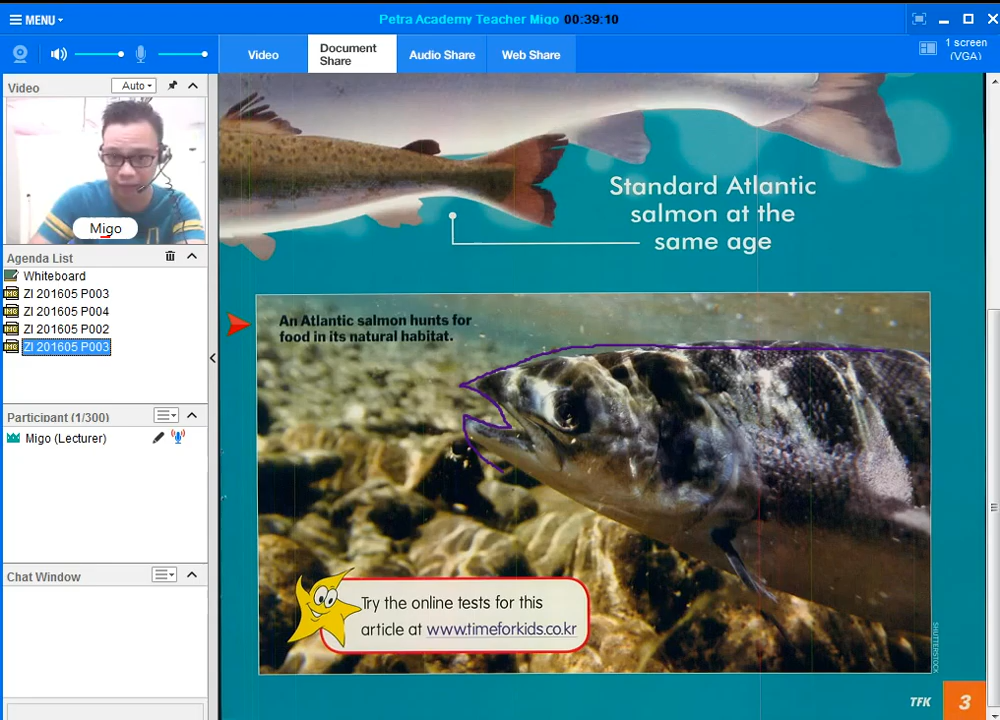 MENU
Petra Academy Teacher Migo 00:39:10
Video
Document
Share
Audio Share
Web Share
1 screen
(VGA)
Video
Auto
Migo
Agenda List
Whiteboard
ZI 201605 P003
ZI 201605 P004
ZI 201605 P002
ZI 201605 P003
Participant (1/300)
Migo (Lecturer)
Chat Window
Standard Atlantic
salmon at the
same age
An Atlantic salmon hunts for
food in its natural habitat.
Try the online tests for this
article at www.timeforkids.co.kr
SHUTTERSTOCK
TFK
3